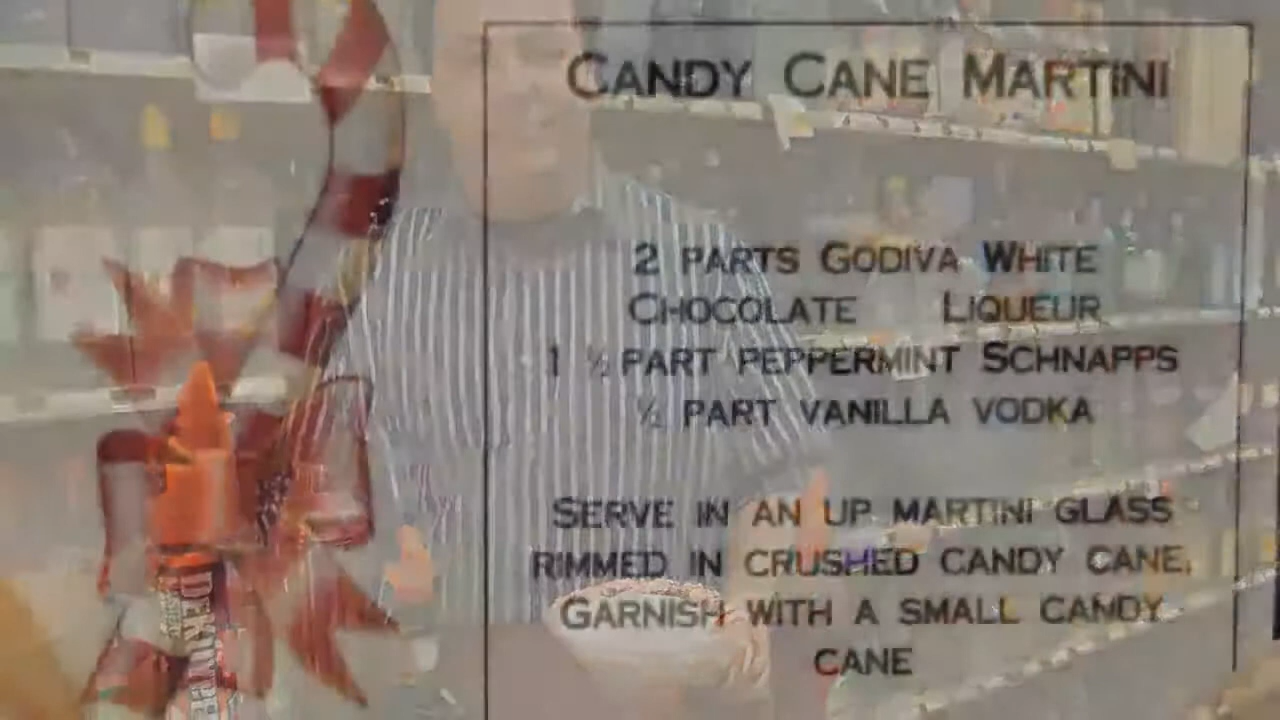 CANDY CANE MARTINI
2 PARTS GODIVA WHITE
CHOCOLATE LIQUEUR
1 ½ PART PEPPERMINT SCHNAPPS
½ PART VANILLA VODKA
SERVE IN AN UP MARTINI GLASS
RIMMED IN CRUSHED CANDY CANE,
GARNISH WITH A SMALL CANDY
CANE